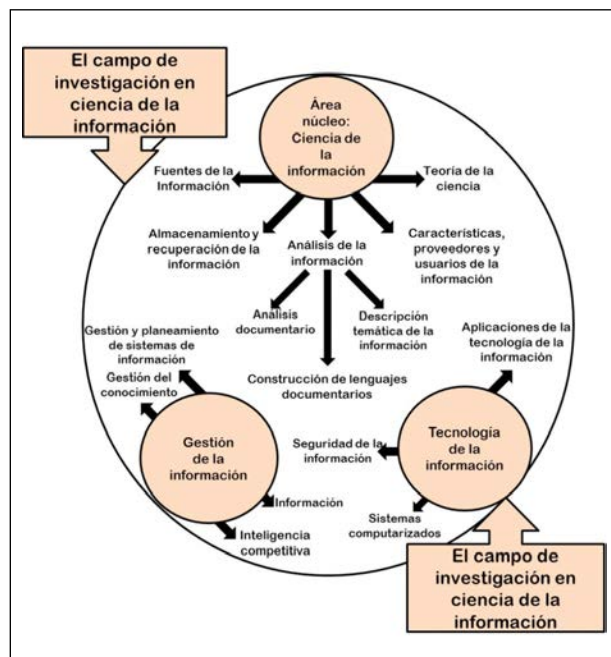 El campo de
investigación en
ciencia de la
información
Área
núcleo:
Ciencia de
la
información
Fuentes de la
Información
Teoría de la
ciencia
Almacenamiento y
recuperación de la
información
Análisis de la
información
Características,
proveedores y
usuarios de la
información
Análisis
documentario
Descripción
temática de la
información
Construcción de lenguajes
documentarios
Gestión y planeamiento
de sistemas de
información
Gestión del
conocimiento
Gestión
de la
información
Información
Inteligencia
competitiva
Aplicaciones de la
tecnología de la
información
Seguridad de la
información
Tecnología
de la
información
Sistemas
computarizados
El campo de
investigación en
ciencia de la
información